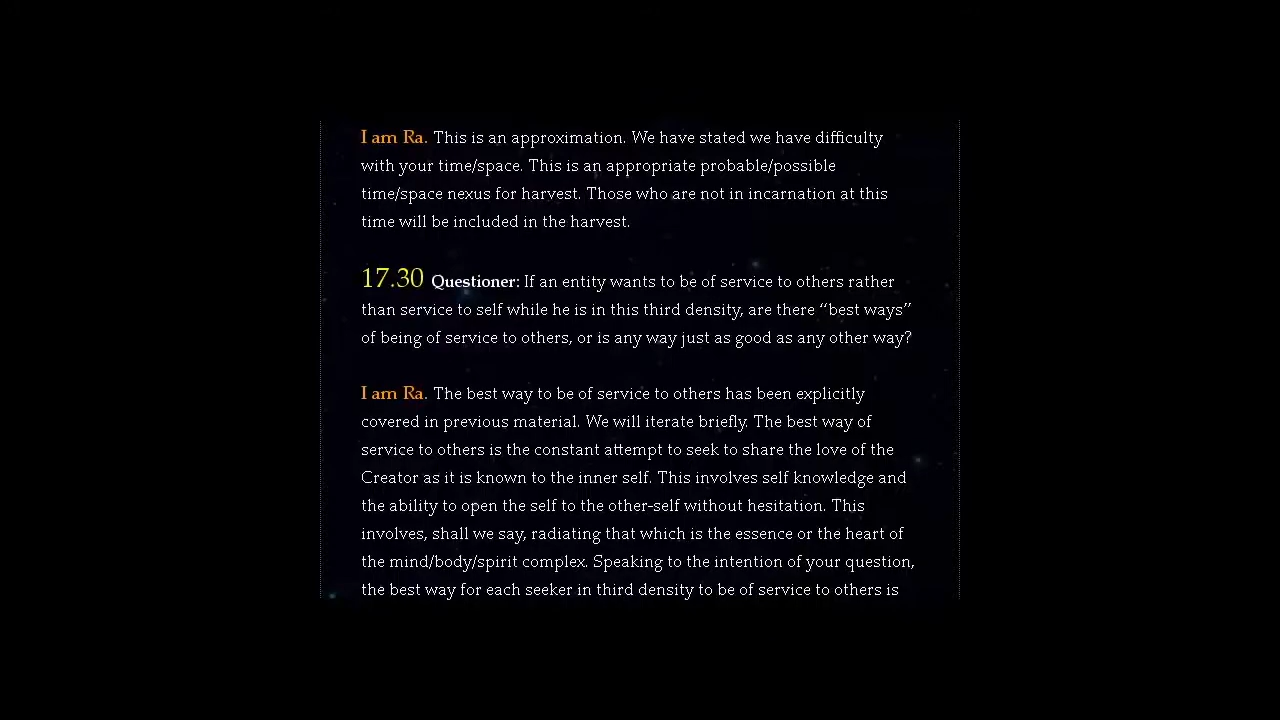 I am Ra. This is an approximation. We have stated we have difficulty
with your time/space. This is an appropriate probable/possible
time/space nexus for harvest. Those who are not in incarnation at this
time will be included in the harvest.
17.30 Questioner: If an entity wants to be of service to others rather
than service to self while he is in this third density, are there “best ways”
of being of service to others, or is any way just as good as any other way?
I am Ra. The best way to be of service to others has been explicitly
covered in previous material. We will iterate briefly. The best way of
service to others is the constant attempt to seek to share the love of the
Creator as it is known to the inner self. This involves self knowledge and
the ability to open the self to the other-self without hesitation. This
involves, shall we say, radiating that which is the essence or the heart of
the mind/body/spirit complex. Speaking to the intention of your question,
the best way for each seeker in third density to be of service to others is